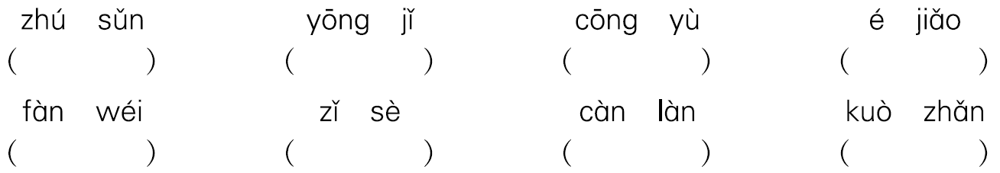 zhú sǔn yōng jǐ cōng yù é jiǎo
( ) ( ) ( ) ( )
fàn wéi zǐ sè càn làn kuò zhǎn
( ) ( ) ( ) ( )